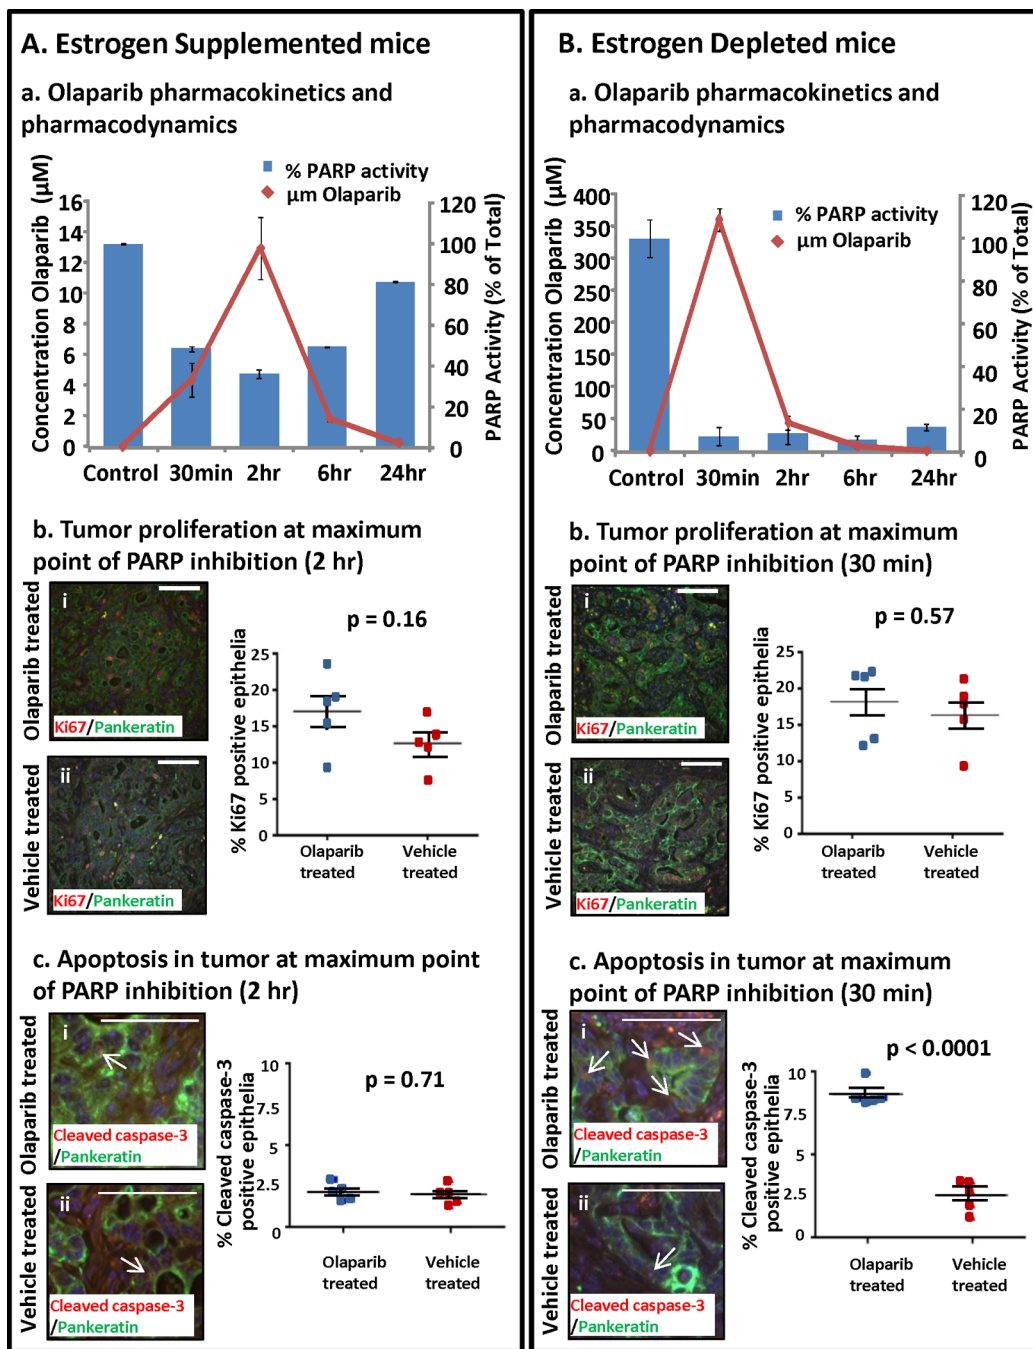 A. Estrogen Supplemented mice
a. Olaparib pharmacokinetics and
pharmacodynamics
% PARP activity
µm Olaparib
Concentration Olaparib (µM)
16
14
12
10
8
6
4
2
0
120
100
80
60
40
20
0
PARP Activity (% of Total)
Control 30min 2hr 6hr 24hr
b. Tumor proliferation at maximum
point of PARP inhibition (2 hr)
Olaparib treated
i
Ki67/Pankeratin
Vehicle treated
ii
Ki67/Pankeratin
p = 0.16
% Ki67 positive epithelia
25
20
15
10
5
0
Olaparib
treated
Vehicle
treated
c. Apoptosis in tumor at maximum point
of PARP inhibition (2 hr)
Olaparib treated
i
Cleaved caspase-3
/Pankeratin
Vehicle treated
ii
Cleaved caspase-3
/Pankeratin
p = 0.71
% Cleaved caspase-3
positive epithelia
10
7.5
5
2.5
0
Olaparib
treated
Vehicle
treated
B. Estrogen Depleted mice
a. Olaparib pharmacokinetics and
pharmacodynamics
% PARP activity
µm Olaparib
Concentration Olaparib (µM)
400
350
300
250
200
150
100
50
0
120
100
80
60
40
20
0
PARP Activity (% of Total)
Control 30min 2hr 6hr 24hr
b. Tumor proliferation at maximum
point of PARP inhibition (30 min)
Olaparib treated
i
Ki67/Pankeratin
Vehicle treated
ii
Ki67/Pankeratin
p = 0.57
% Ki67 positive epithelia
25
20
15
10
5
0
Olaparib
treated
Vehicle
treated
c. Apoptosis in tumor at maximum
point of PARP inhibition (30 min)
Olaparib treated
i
Cleaved caspase-3
/Pankeratin
Vehicle treated
ii
Cleaved caspase-3
/Pankeratin
p < 0.0001
% Cleaved caspase-3
positive epithelia
10
7.5
5
2.5
0
Olaparib
treated
Vehicle
treated